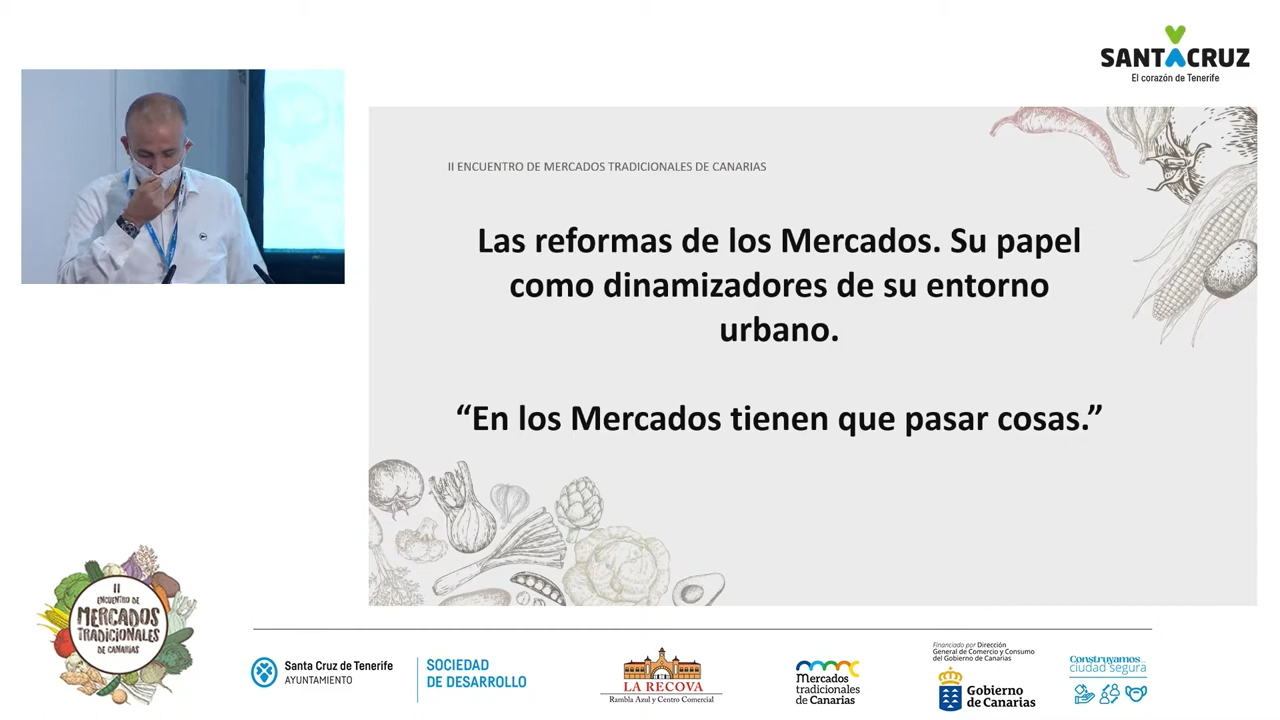 SANTACRUZ
El corazón de Tenerife
II ENCUENTRO DE MERCADOS TRADICIONALES DE CANARIAS
Las reformas de los Mercados. Su papel
como dinamizadores de su entorno
urbano.
“En los Mercados tienen que pasar cosas.”
II
ENCUENTRO DE
MERCADOS
TRADICIONALES
DE CANARIAS
Santa Cruz de Tenerife
AYUNTAMIENTO
SOCIEDAD
DE DESARROLLO
LA RECOVA
Rambla Azul y Centro Comercial
Mercados
tradicionales
de Canarias
Financiado por Dirección
General de Comercio y Consumo
del Gobierno de Canarias
Gobierno
de Canarias
Construyamos...
ciudad segura